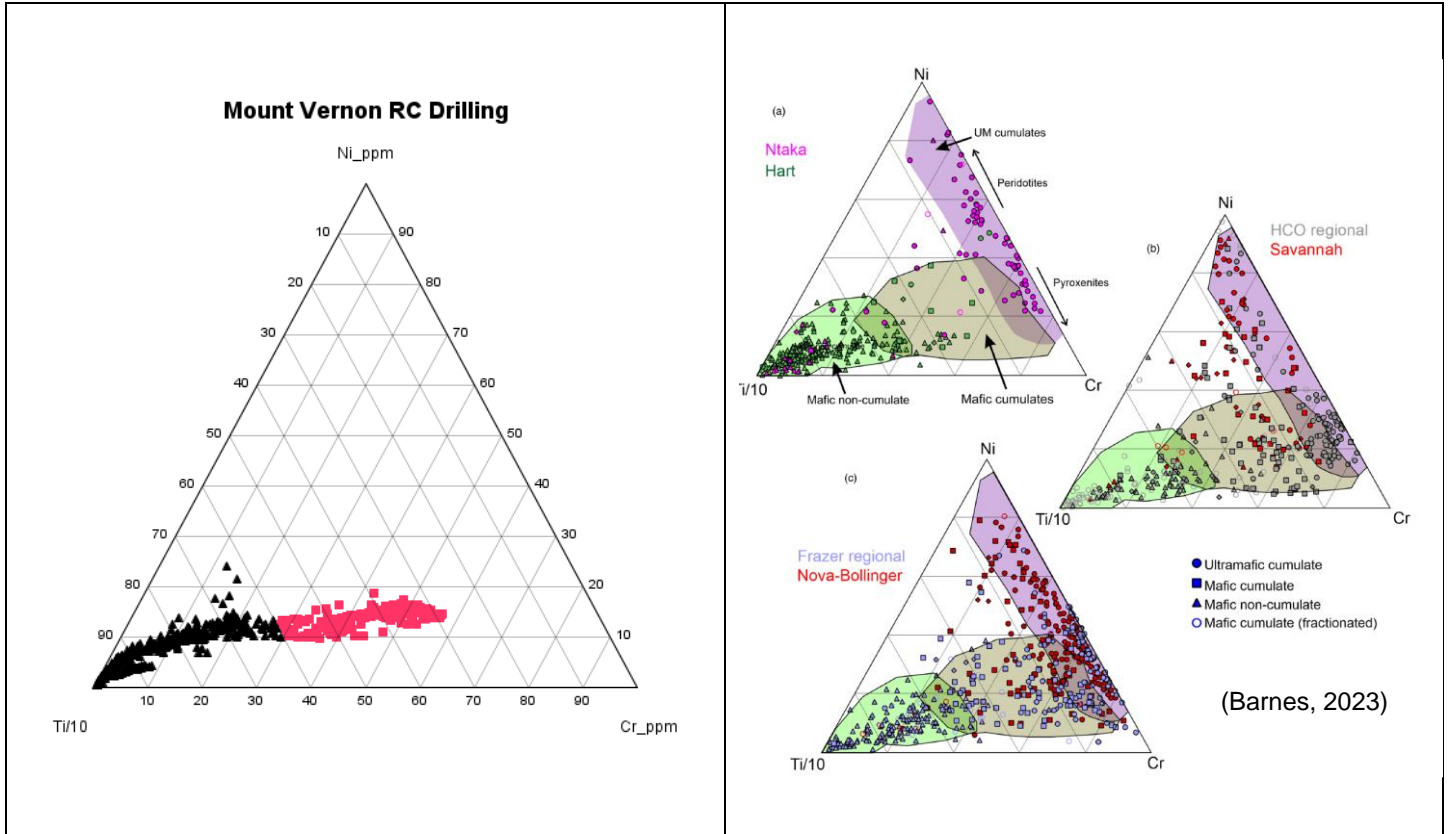 Mount Vernon RC Drilling
Ni_ppm
10
90
20
80
30
70
40
60
50
50
60
40
70
30
80
20
90
10
10
20
30
40
50
60
70
80
90
Ti/10
Cr_ppm
Ni
(a)
UM cumulates
Ntaka
Hart
Peridotites
Pyroxenites
i/10
Cr
Mafic non-cumulate
Mafic cumulates
Ni
(b)
HCO regional
Savannah
Ti/10
Cr
Ni
(c)
Frazer regional
Nova-Bollinger
Ti/10
Cr
Ultramafic cumulate
Mafic cumulate
Mafic non-cumulate
Mafic cumulate (fractionated)
(Barnes, 2023)